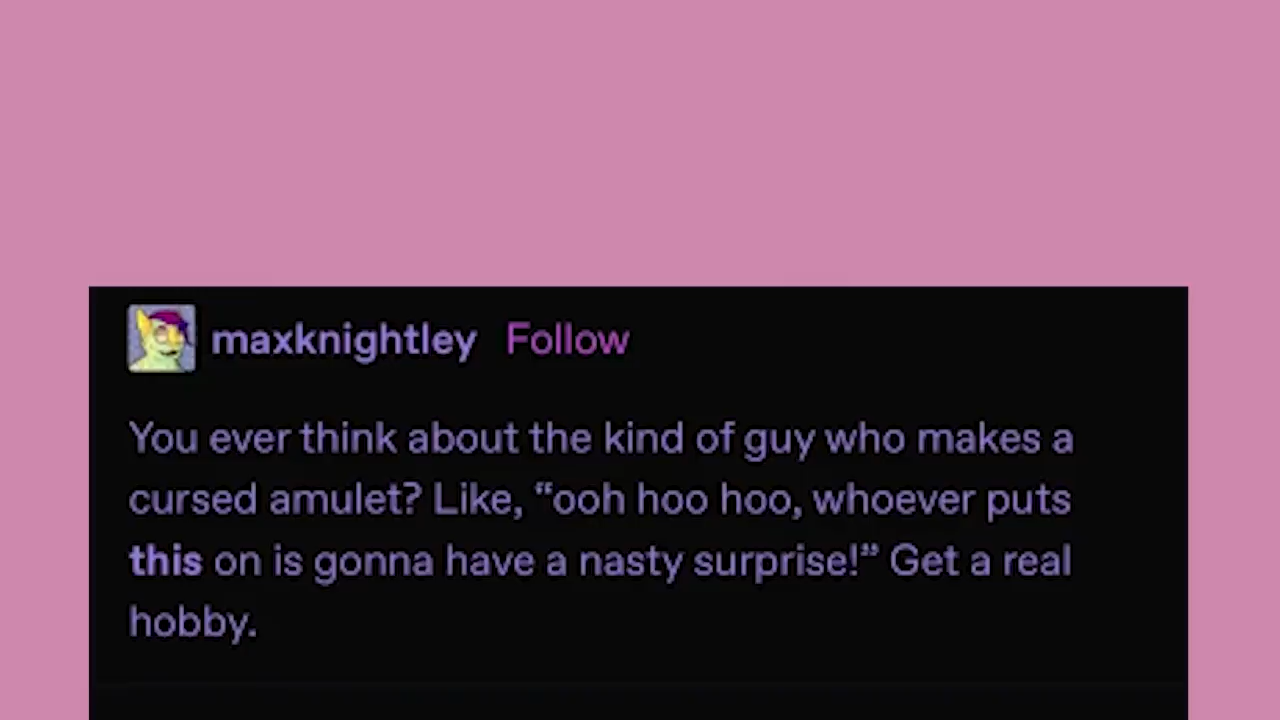 maxknightley Follow
You ever think about the kind of guy who makes a
cursed amulet? Like, “ooh hoo hoo, whoever puts
this on is gonna have a nasty surprise!” Get a real
hobby.